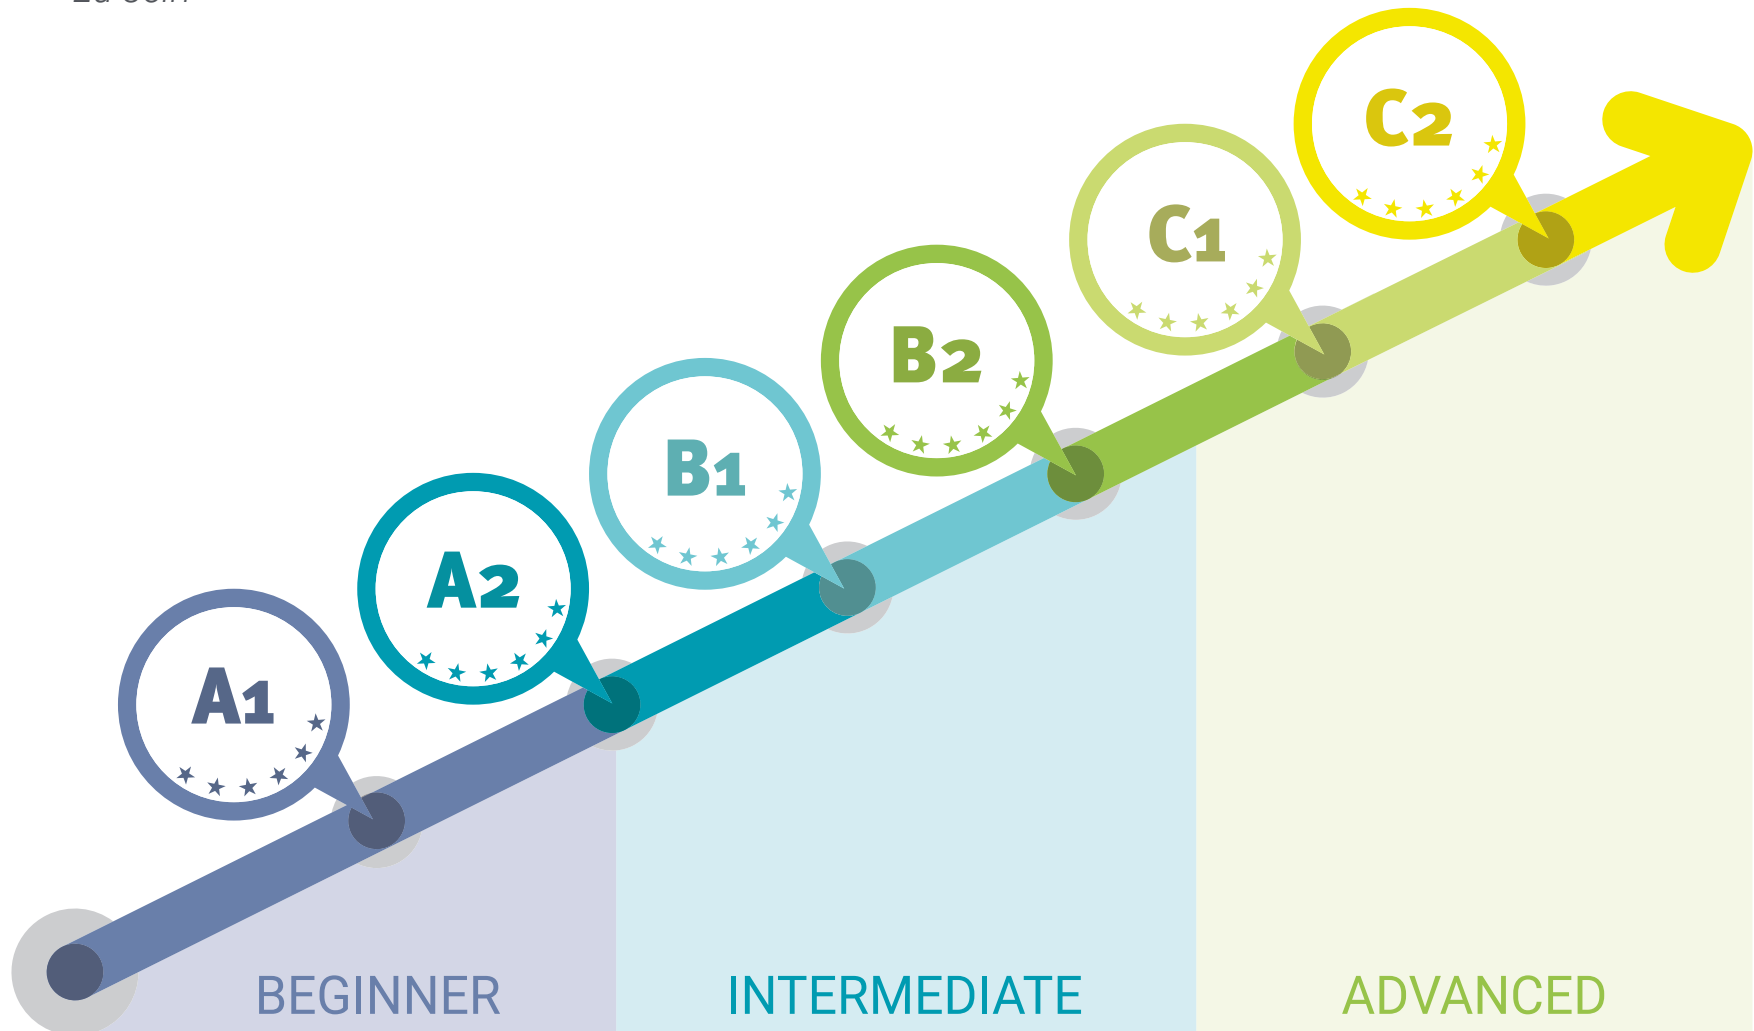 A1
A2
B1
B2
C1
C2
BEGINNER
INTERMEDIATE
ADVANCED